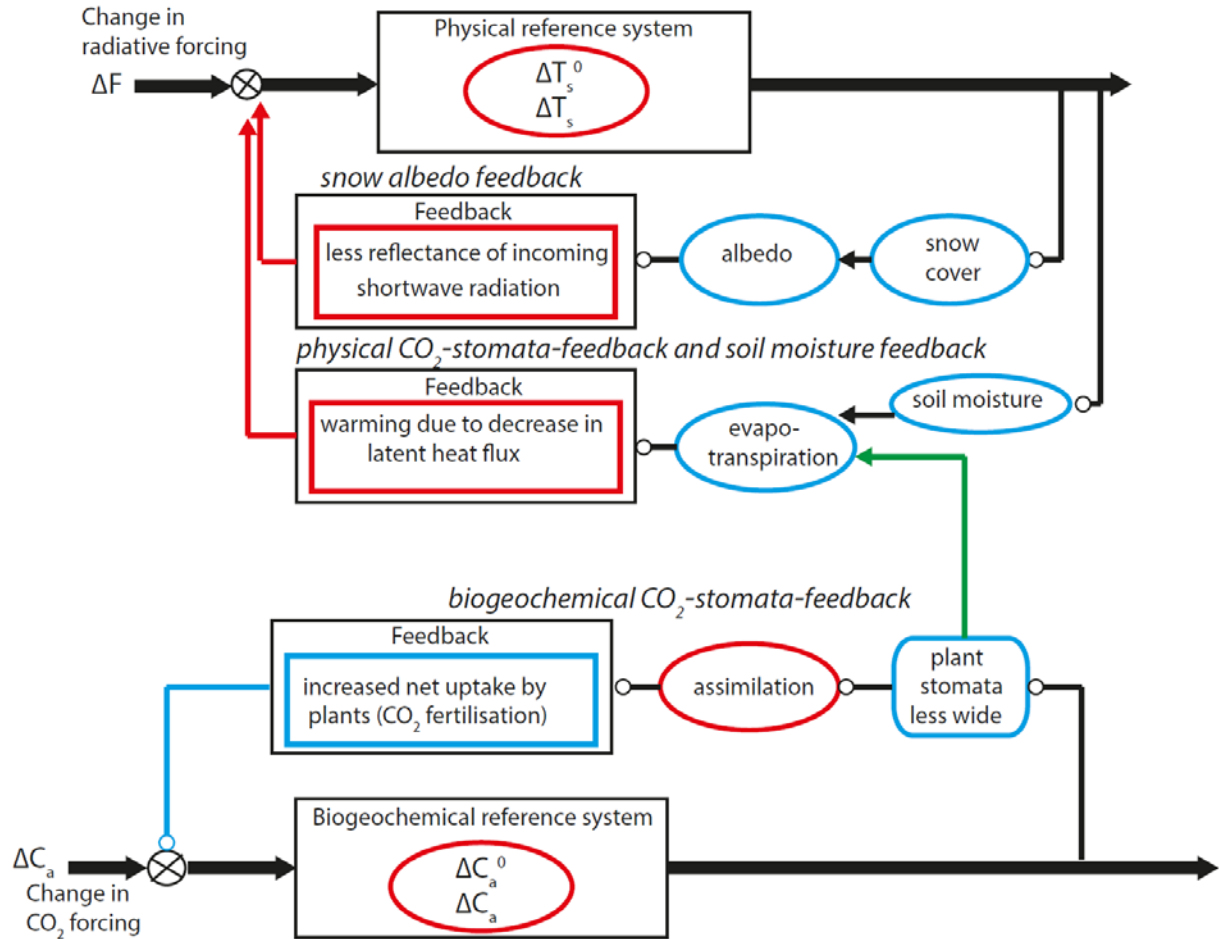 Change in
radiative forcing
ΔF
Physical reference system
ΔTₛ⁰
ΔTₛ
snow albedo feedback
Feedback
less reflectance of incoming
shortwave radiation
albedo
snow
cover
physical CO₂-stomata-feedback and soil moisture feedback
Feedback
warming due to decrease in
latent heat flux
evapo-
transpiration
soil moisture
biogeochemical CO₂-stomata-feedback
Feedback
increased net uptake by
plants (CO₂ fertilisation)
assimilation
plant
stomata
less wide
Biogeochemical reference system
ΔCₐ⁰
ΔCₐ
ΔCₐ
Change in
CO₂ forcing